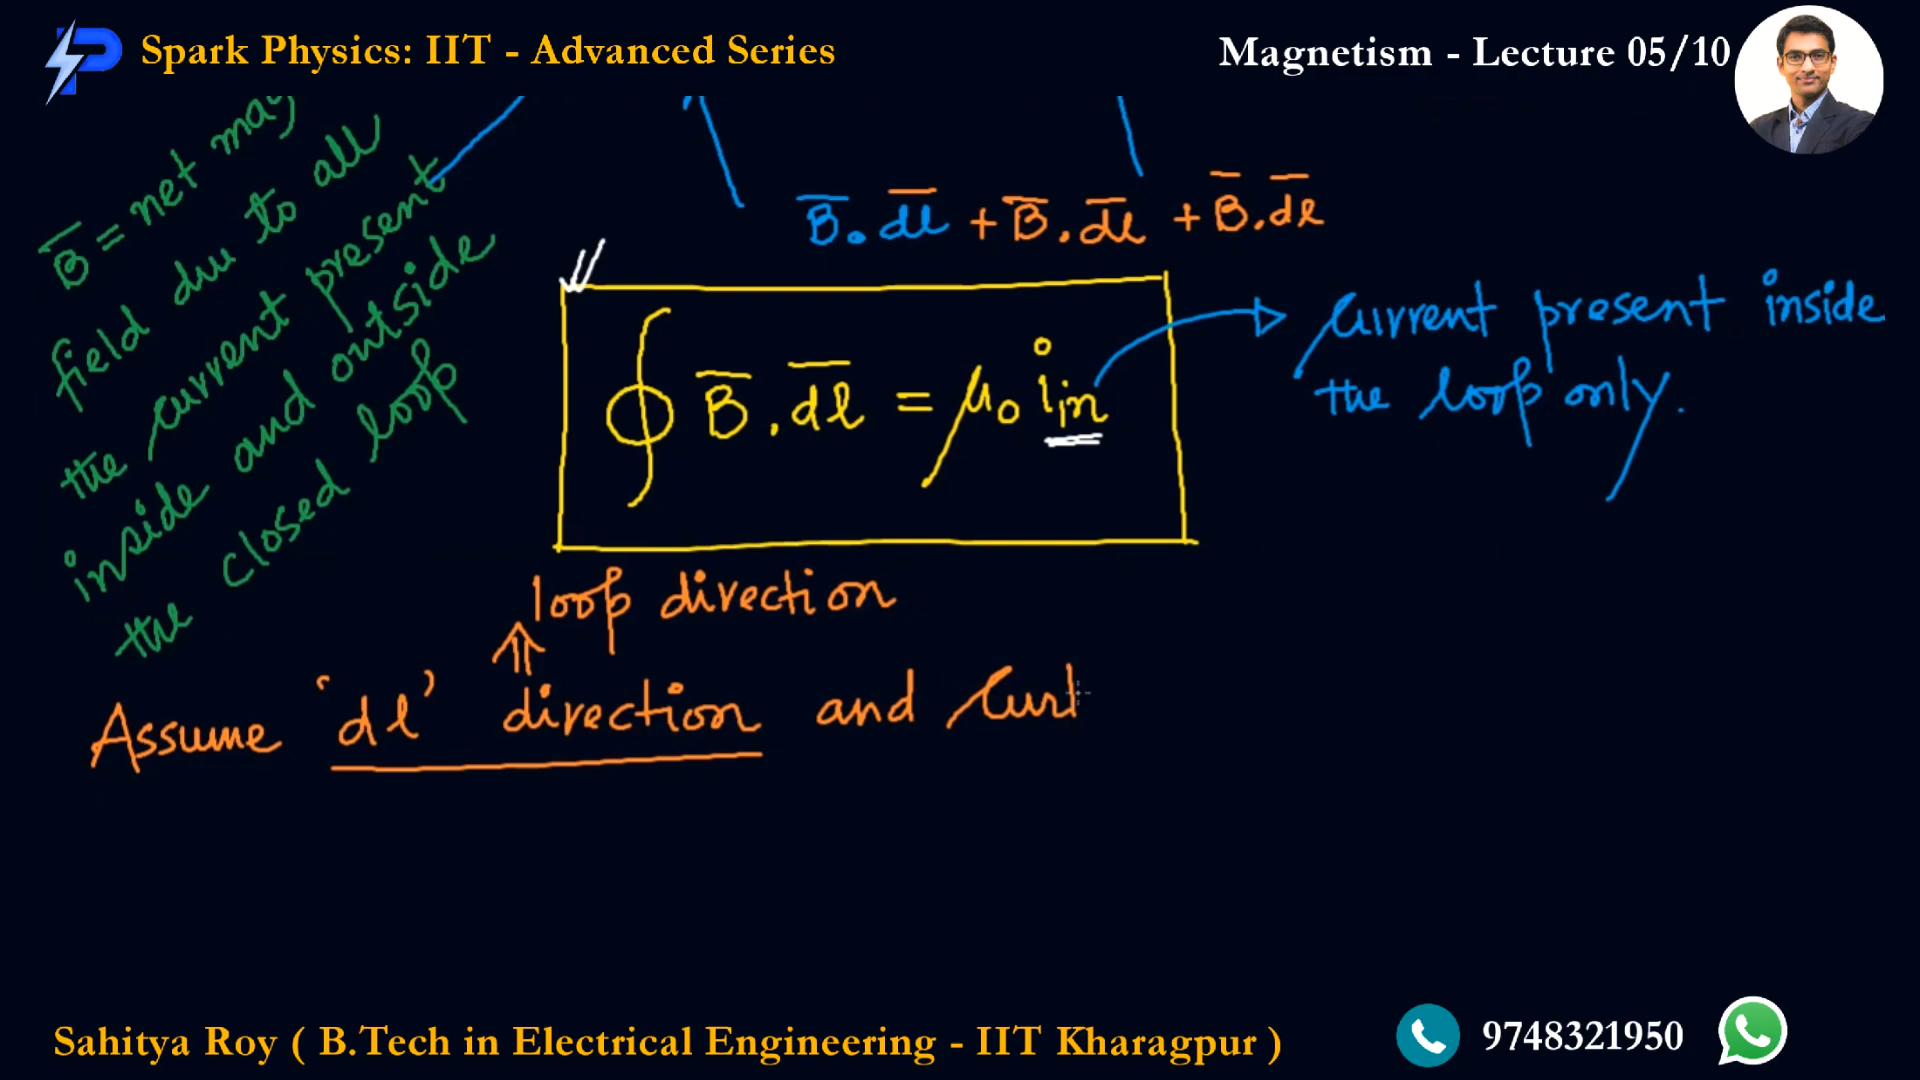 Spark Physics: IIT - Advanced Series
Magnetism - Lecture 05/10
B = net mag
field due to all
the current present
inside and outside
the closed loop
B.dl + B.dl + B.dl
∮ B.dl = μ₀ iin
Current present inside
the loop only.
loop direction
⇑
Assume 'dl' direction and Curl
Sahitya Roy ( B.Tech in Electrical Engineering - IIT Kharagpur )
9748321950